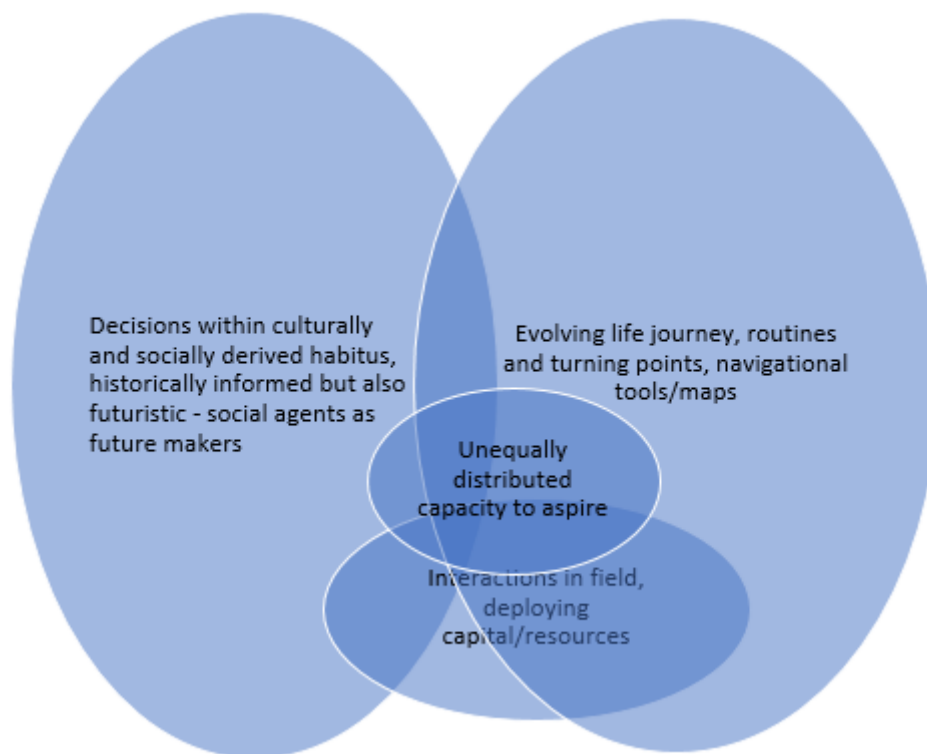 Decisions within culturally
and socially derived habitus,
historically informed but also
futuristic - social agents as
future makers
Evolving life journey, routines
and turning points, navigational
tools/maps
Unequally
distributed
capacity to aspire
Interactions in field,
deploying
capital/resources